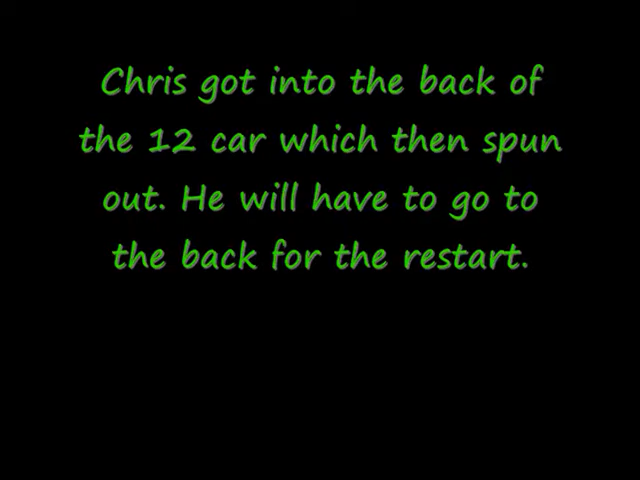 Chris got into the back of
the 12 car which then spun
out. He will have to go to
the back for the restart.